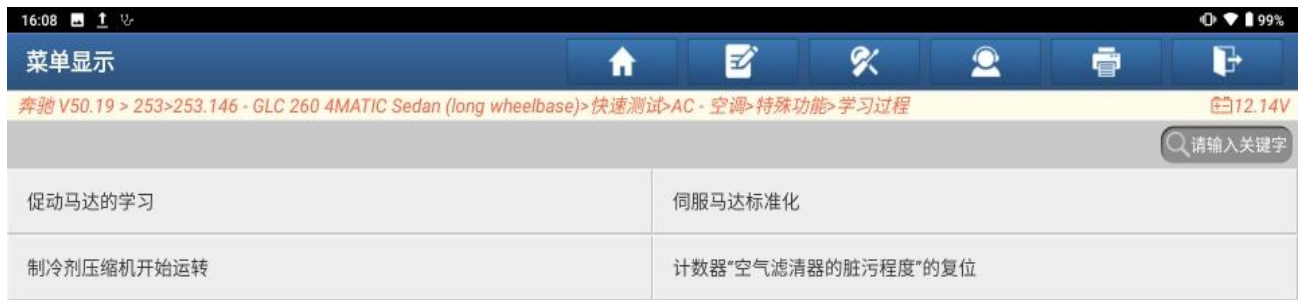 16:08 99%
菜单显示
奔驰 V50.19 > 253>253.146 - GLC 260 4MATIC Sedan (long wheelbase)>快速测试>AC - 空调>特殊功能>学习过程 12.14V
请输入关键字
促动马达的学习 伺服马达标准化
制冷剂压缩机开始运转 计数器“空气滤清器的脏污程度”的复位